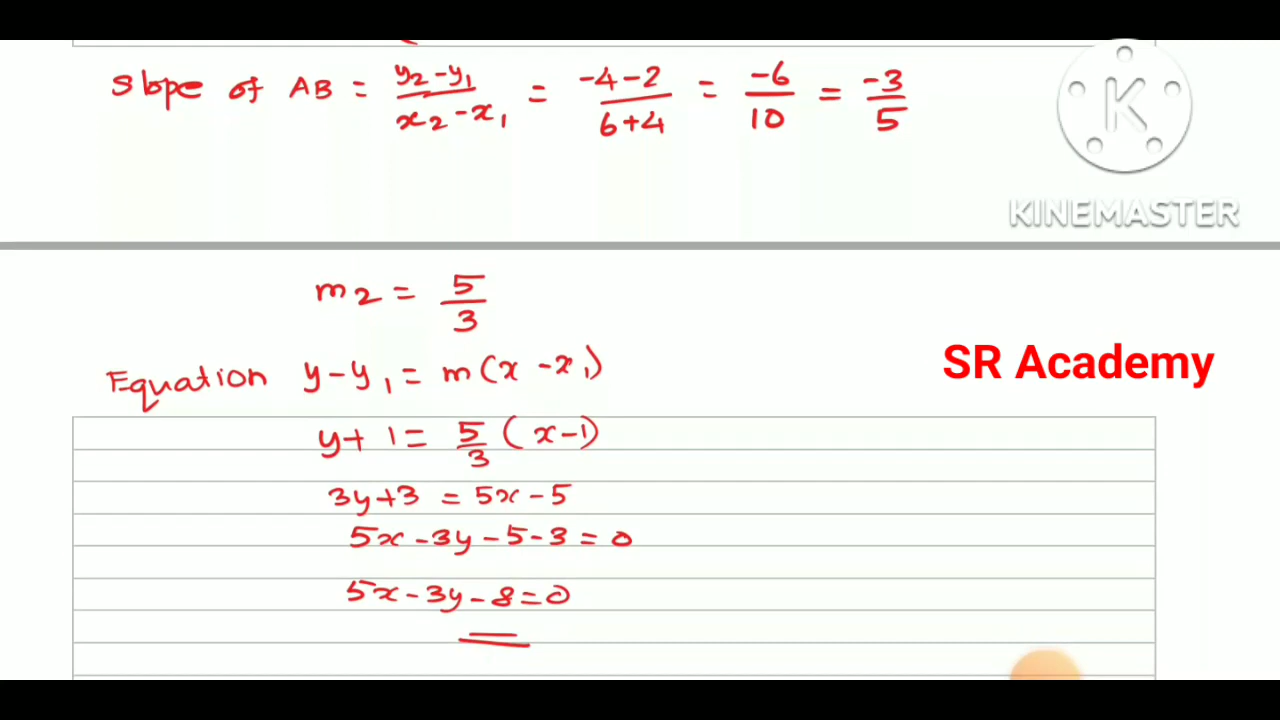 Slope of AB = y₂-y₁/x₂-x₁ = -4-2/6+4 = -6/10 = -3/5
KINEMASTER
m₂ = 5/3
Equation y-y₁ = m(x-x₁)
SR Academy
y+1 = 5/3 (x-1)
3y+3 = 5x-5
5x-3y-5-3=0
5x-3y-8=0